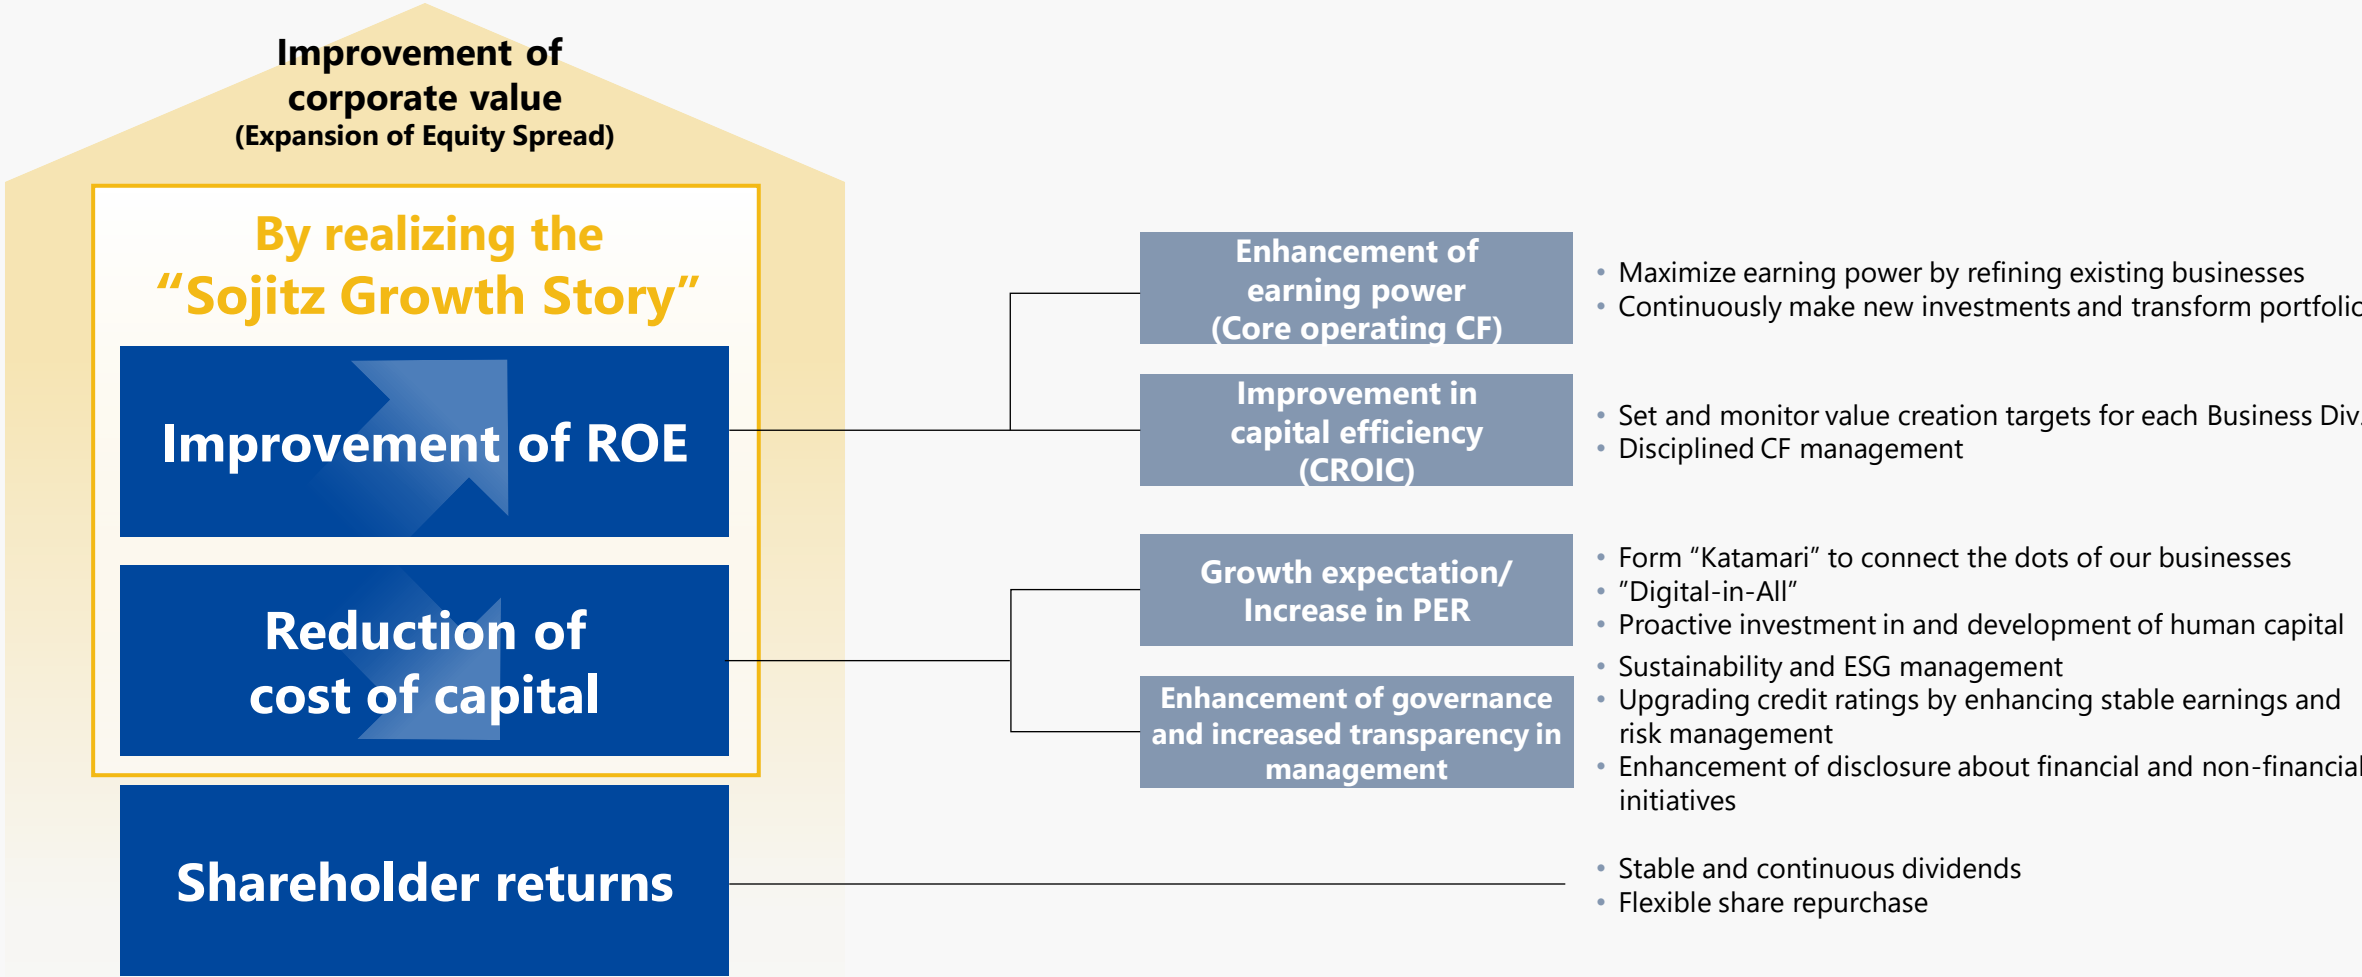 Improvement of
corporate value
(Expansion of Equity Spread)
By realizing the
“Sojitz Growth Story”
Improvement of ROE
Enhancement of
earning power
(Core operating CF)
• Maximize earning power by refining existing businesses
• Continuously make new investments and transform portfolio
Improvement in
capital efficiency
(CROIC)
• Set and monitor value creation targets for each Business Div.
• Disciplined CF management
Reduction of
cost of capital
Growth expectation/
Increase in PER
• Form “Katamari” to connect the dots of our businesses
• ”Digital-in-All”
• Proactive investment in and development of human capital
Enhancement of governance
and increased transparency in
management
• Sustainability and ESG management
• Upgrading credit ratings by enhancing stable earnings and
risk management
• Enhancement of disclosure about financial and non-financial
initiatives
Shareholder returns
• Stable and continuous dividends
• Flexible share repurchase